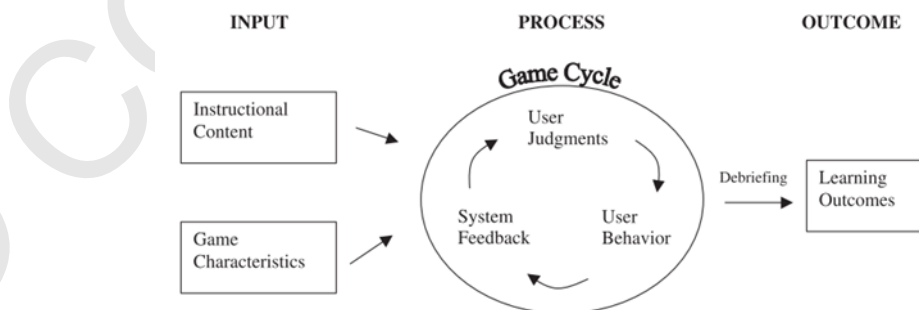 INPUT
PROCESS
OUTCOME
Game Cycle
Instructional
Content
User
Judgments
Debriefing
Learning
Outcomes
System
Feedback
User
Behavior
Game
Characteristics